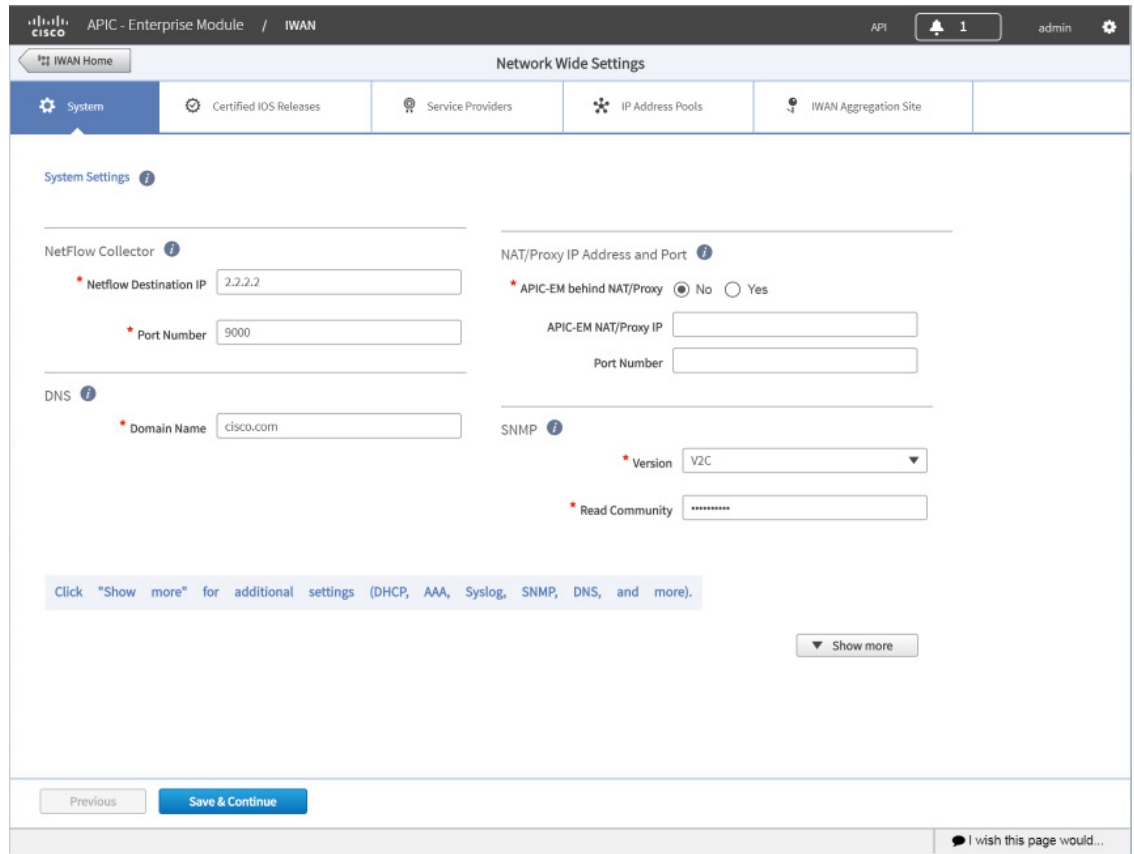 CISCO
APIC - Enterprise Module / IWAN
API
1
admin
IWAN Home
Network Wide Settings
System
Certified IOS Releases
Service Providers
IP Address Pools
IWAN Aggregation Site
System Settings
NetFlow Collector
* Netflow Destination IP 2.2.2.2
* Port Number 9000
DNS
* Domain Name cisco.com
NAT/Proxy IP Address and Port
* APIC-EM behind NAT/Proxy No Yes
APIC-EM NAT/Proxy IP
Port Number
SNMP
* Version V2C
* Read Community ••••••••••
Click "Show more" for additional settings (DHCP, AAA, Syslog, SNMP, DNS, and more).
Show more
Previous
Save & Continue
I wish this page would...